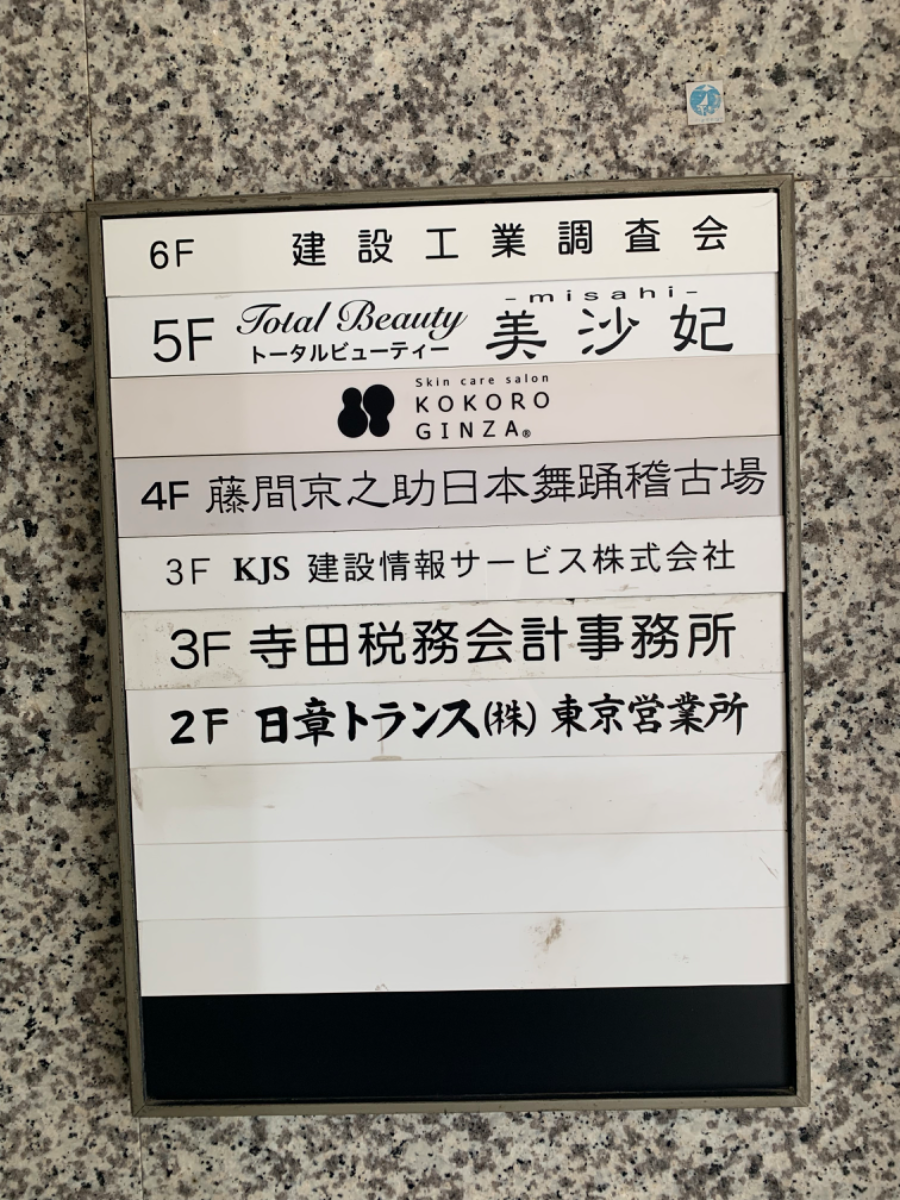 6F 建設工業調査会
-misahi-
5F Total Beauty 美沙妃
トータルビューティー
Skin care salon
KOKORO
GINZA®
4F 藤間京之助日本舞踊稽古場
3F KJS 建設情報サービス株式会社
3F 寺田税務会計事務所
2F 日章トランス(株) 東京営業所